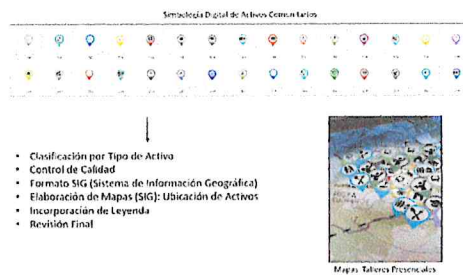 Simbología Digital de Activos Comunitarios
• Clasificación por Tipo de Activo
• Control de Calidad
• Formato SIG (Sistema de Información Geográfica)
• Elaboración de Mapas (SIG): Ubicación de Activos
• Incorporación de Leyenda
• Revisión Final
Mapas Talleres Presenciales